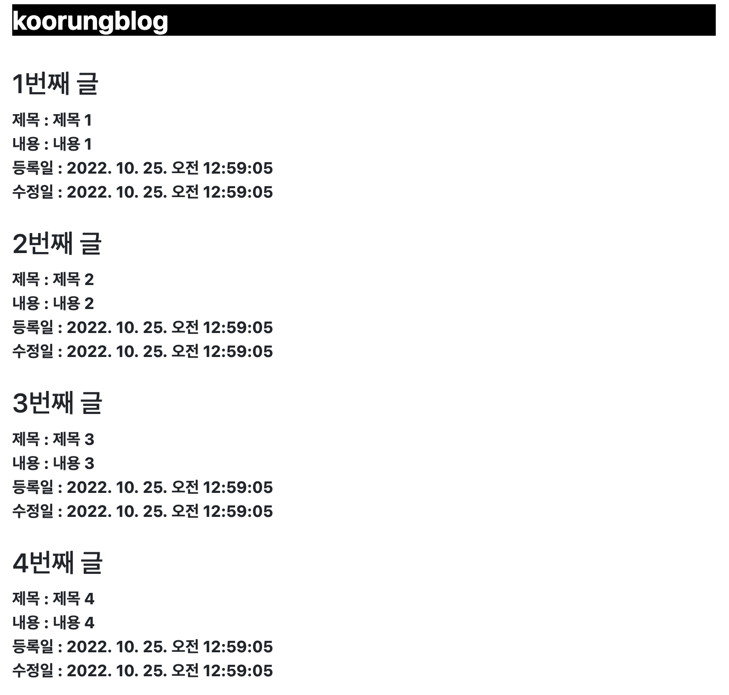 koorungblog
1번째 글
제목 : 제목 1
내용 : 내용 1
등록일 : 2022. 10. 25. 오전 12:59:05
수정일 : 2022. 10. 25. 오전 12:59:05
2번째 글
제목 : 제목 2
내용 : 내용 2
등록일 : 2022. 10. 25. 오전 12:59:05
수정일 : 2022. 10. 25. 오전 12:59:05
3번째 글
제목 : 제목 3
내용 : 내용 3
등록일 : 2022. 10. 25. 오전 12:59:05
수정일 : 2022. 10. 25. 오전 12:59:05
4번째 글
제목 : 제목 4
내용 : 내용 4
등록일 : 2022. 10. 25. 오전 12:59:05
수정일 : 2022. 10. 25. 오전 12:59:05